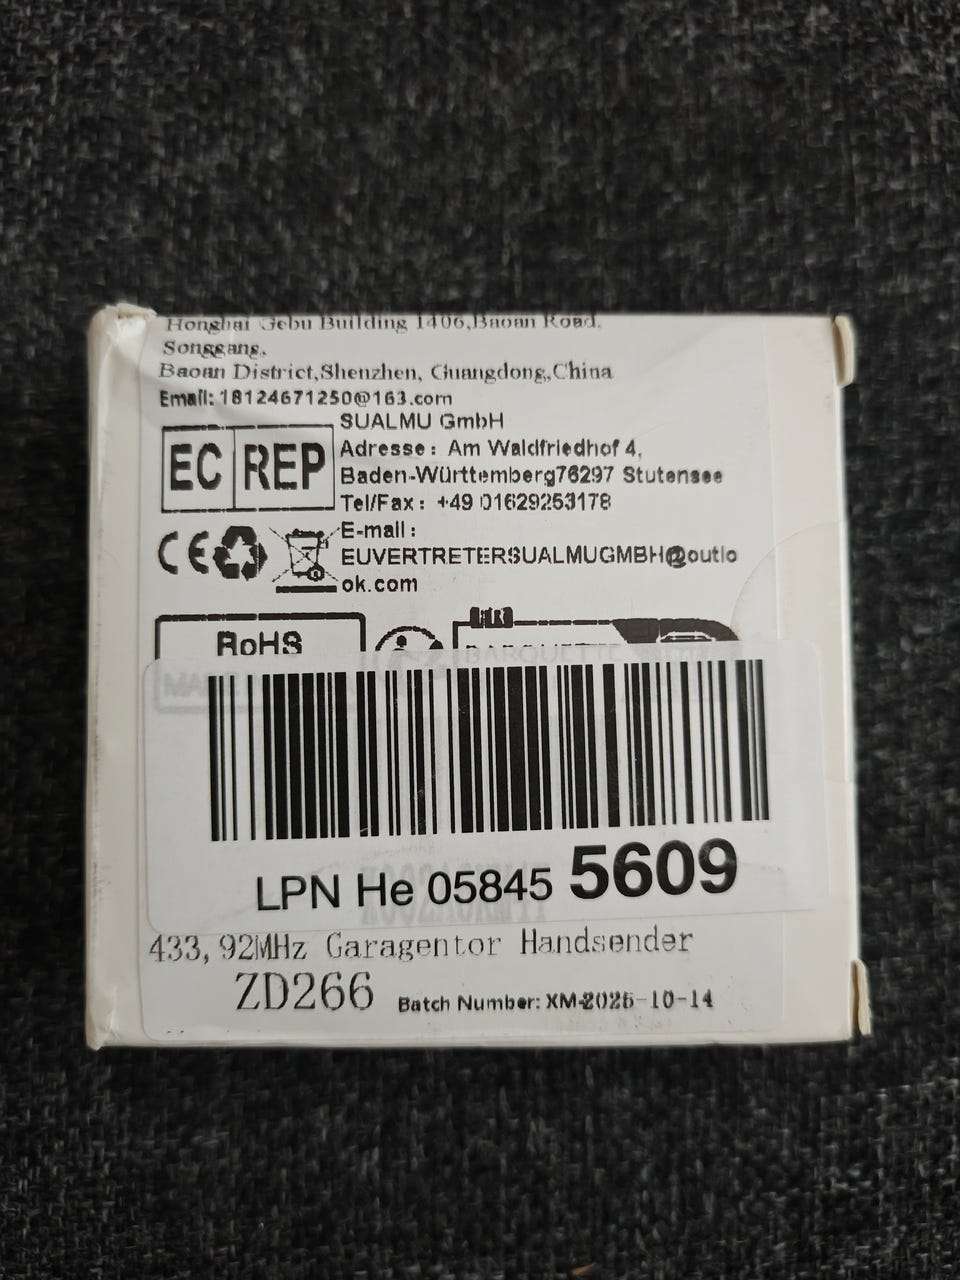 Honghai Gebu Building 1406,Baoan Road,
Songgang,
Baoan District,Shenzhen, Guangdong,,China
Email: 18124671250@163.com
EC REP
SUALMU GmbH
Adresse: Am Waldfriedhof 4,
Baden-Württemberg76297 Stutensee
Tel/Fax: +49 01629253178
E-mail:
EUVERTRETERSUALMUGMBH@outlo
ok.com
CE
RoHS
BARQUETTE
LPN He 05845 5609
433,92MHz Garagentor Handsender
ZD266 Batch Number: XM-2025-10-14